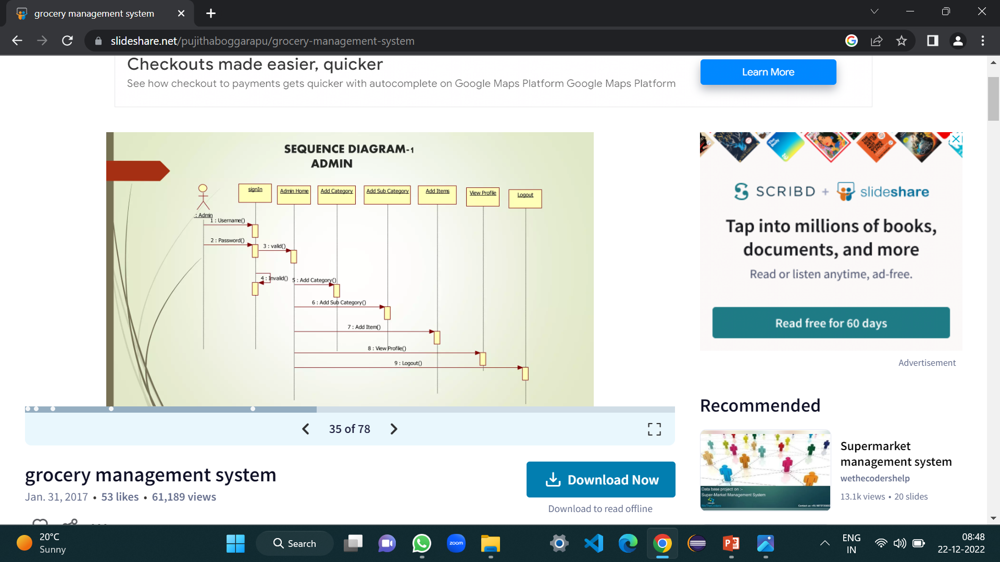 grocery management system
slideshare.net/pujithaboggarapu/grocery-management-system
Checkouts made easier, quicker
See how checkout to payments gets quicker with autocomplete on Google Maps Platform Google Maps Platform
Learn More
SEQUENCE DIAGRAM-1
ADMIN
signIn
Admin Home
Add Category
Add Sub Category
Add Items
View Profile
Logout
: Admin
1 : Username()
2 : Password()
3 : valid()
4 : Invalid()
5 : Add Category()
6 : Add Sub Category()
7 : Add Item()
8 : View Profile()
9 : Logout()
35 of 78
The Daily
SCRIBD + slideshare
Tap into millions of books,
documents, and more
Read or listen anytime, ad-free.
Read free for 60 days
Advertisement
grocery management system
Jan. 31, 2017 • 53 likes • 61,189 views
Download Now
Download to read offline
Recommended
Data base project on :-
Super-Market Management System
WeTheCoders
Supermarket
management system
wethecodershelp
13.1k views • 20 slides
20°C
Sunny
Search
zoom
ENG
IN
08:48
22-12-2022